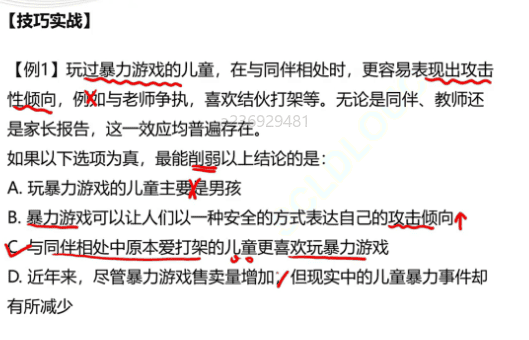 【技巧实战】
【例1】玩过暴力游戏的儿童，在与同伴相处时，更容易表现出攻击
性倾向，例如与老师争执，喜欢结伙打架等。无论是同伴、教师还
是家长报告，这一效应均普遍存在。
如果以下选项为真，最能削弱以上结论的是：
A. 玩暴力游戏的儿童主要是男孩
B. 暴力游戏可以让人们以一种安全的方式表达自己的攻击倾向
C. 与同伴相处中原本爱打架的儿童更喜欢玩暴力游戏
D. 近年来，尽管暴力游戏售卖量增加，但现实中的儿童暴力事件却
有所减少